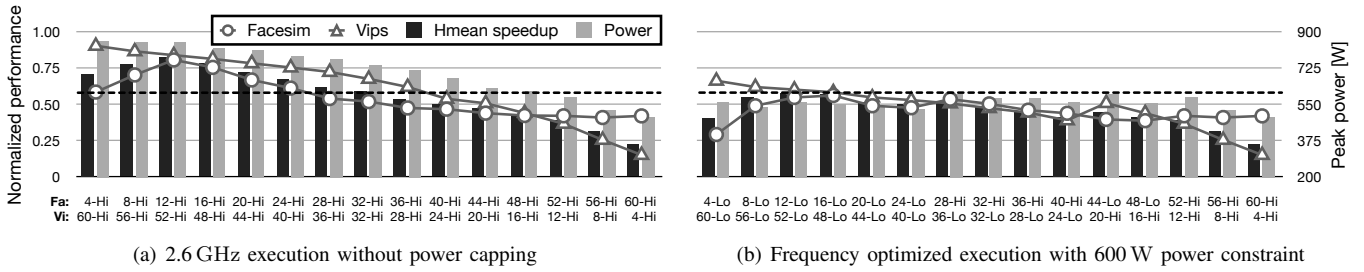 Facesim Vips Hmean speedup Power
Normalized performance
1.00
0.75
0.50
0.25
0
900
725
550
375
200
Peak power [W]
Fa: 4-Hi 8-Hi 12-Hi 16-Hi 20-Hi 24-Hi 28-Hi 32-Hi 36-Hi 40-Hi 44-Hi 48-Hi 52-Hi 56-Hi 60-Hi
Vi: 60-Hi 56-Hi 52-Hi 48-Hi 44-Hi 40-Hi 36-Hi 32-Hi 28-Hi 24-Hi 20-Hi 16-Hi 12-Hi 8-Hi 4-Hi
4-Lo 8-Lo 12-Lo 16-Lo 20-Lo 24-Lo 28-Hi 32-Hi 36-Lo 40-Hi 44-Lo 48-Lo 52-Hi 56-Hi 60-Hi
60-Lo 56-Lo 52-Lo 48-Lo 44-Lo 40-Lo 36-Lo 32-Lo 28-Lo 24-Lo 20-Hi 16-Hi 12-Hi 8-Hi 4-Hi
(a) 2.6 GHz execution without power capping
(b) Frequency optimized execution with 600 W power constraint